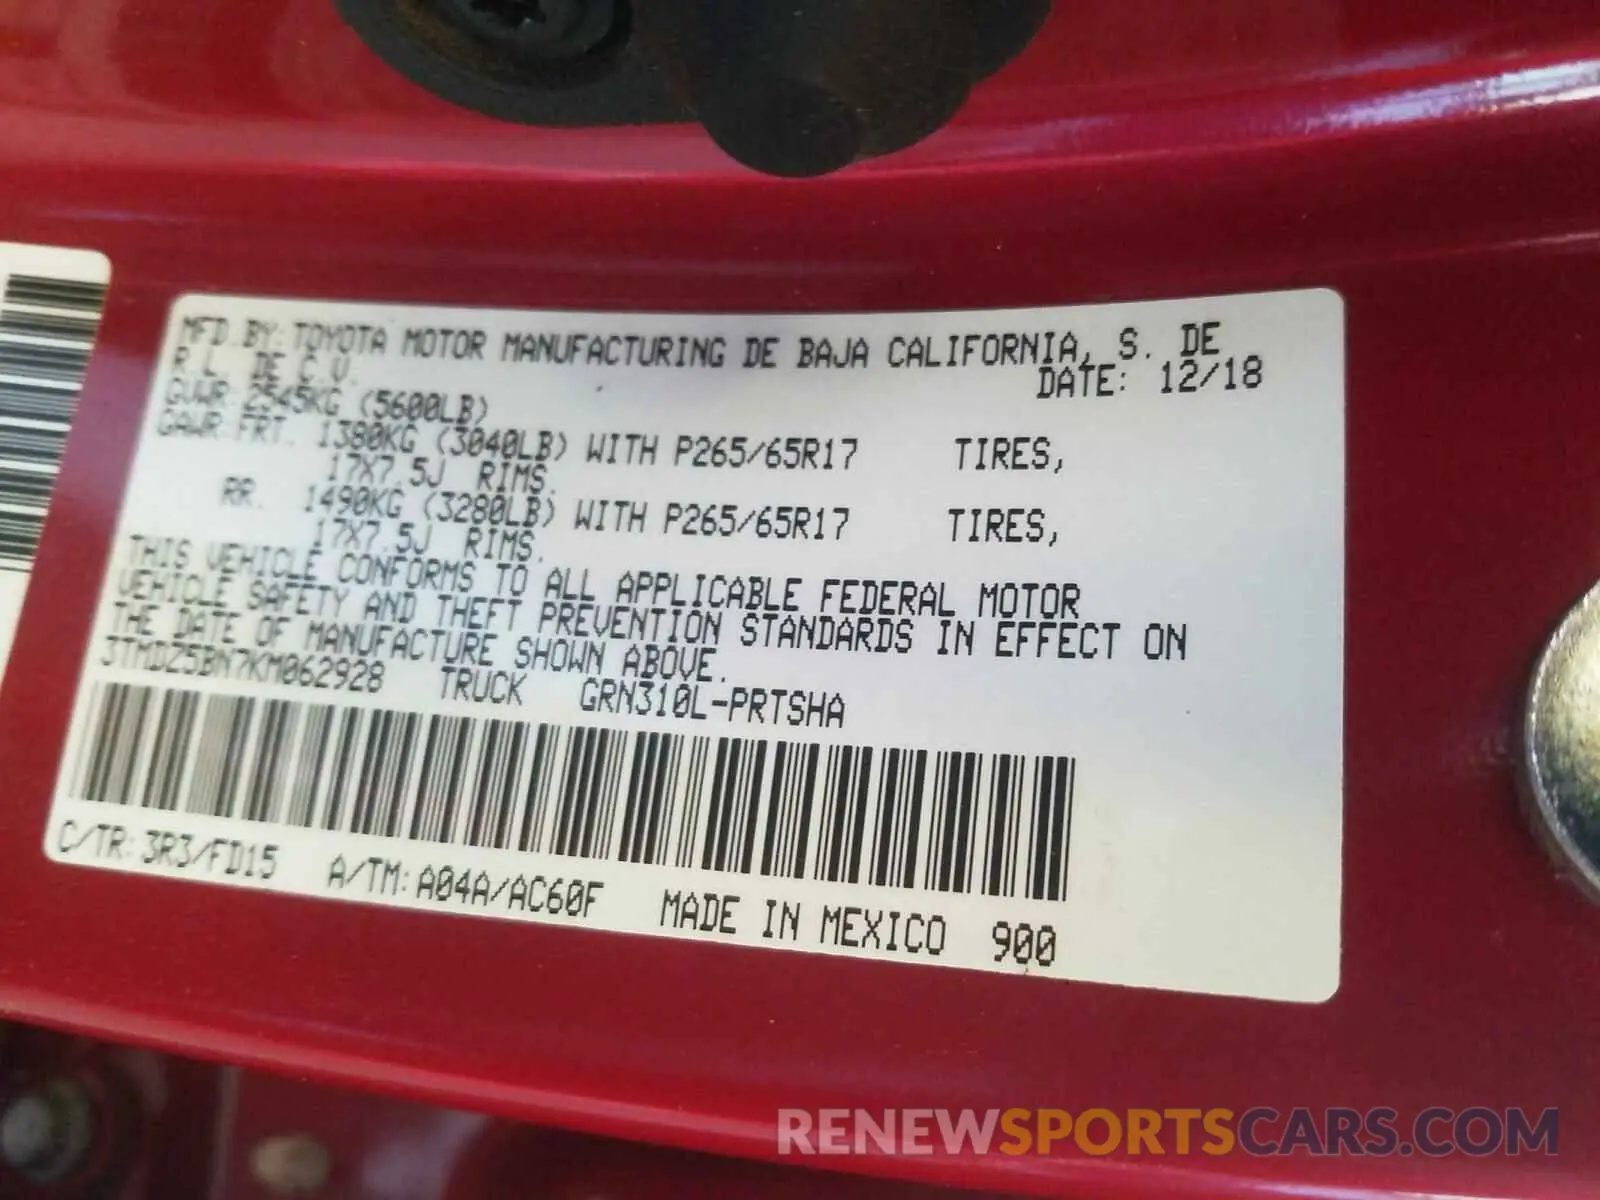 MFD.BY:TOYOTA MOTOR MANUFACTURING DE BAJA CALIFORNIA, S. DE
R.L. DE C.V. DATE: 12/18
GVWR:2545KG (5600LB)
GAWR:FRT. 1380KG (3040LB) WITH P265/65R17 TIRES,
17X7.5J RIMS.
RR. 1490KG (3280LB) WITH P265/65R17 TIRES,
17X7.5J RIMS.
THIS VEHICLE CONFORMS TO ALL APPLICABLE FEDERAL MOTOR
VEHICLE SAFETY AND THEFT PREVENTION STANDARDS IN EFFECT ON
THE DATE OF MANUFACTURE SHOWN ABOVE.
3TMDZ5BN7KM062928 TRUCK GRN310L-PRTSHA
C/TR:3R3/FD15 A/TM:A04A/AC60F MADE IN MEXICO 900
RENEWSPORTSCARS.COM